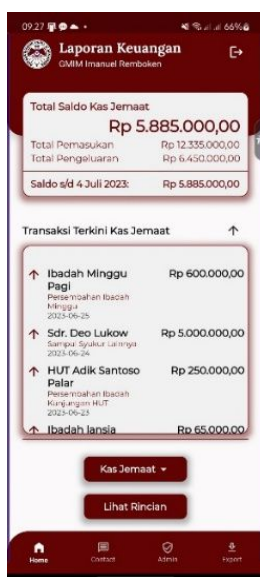 09.27
66%
Laporan Keuangan
GMIM Imanuel Remboken
Total Saldo Kas Jemaat
Rp 5.885.000,00
Total Pemasukan Rp 12.335.000,00
Total Pengeluaran Rp 6.450.000,00
Saldo s/d 4 Juli 2023: Rp 5.885.000,00
Transaksi Terkini Kas Jemaat
Ibadah Minggu Rp 600.000,00
Pagi
Persembahan Ibadah
Minggu
2023-06-25
Sdr. Deo Lukow Rp 5.000.000,00
Sampul Syukur Lainnya
2023-06-24
HUT Adik Santoso Rp 250.000,00
Palar
Persembahan Ibadah
Kunjungan HUT
2023-06-23
Ibadah lansia Rp 65.000,00
Kas Jemaat
Lihat Rincian
Home Contact Admin Export